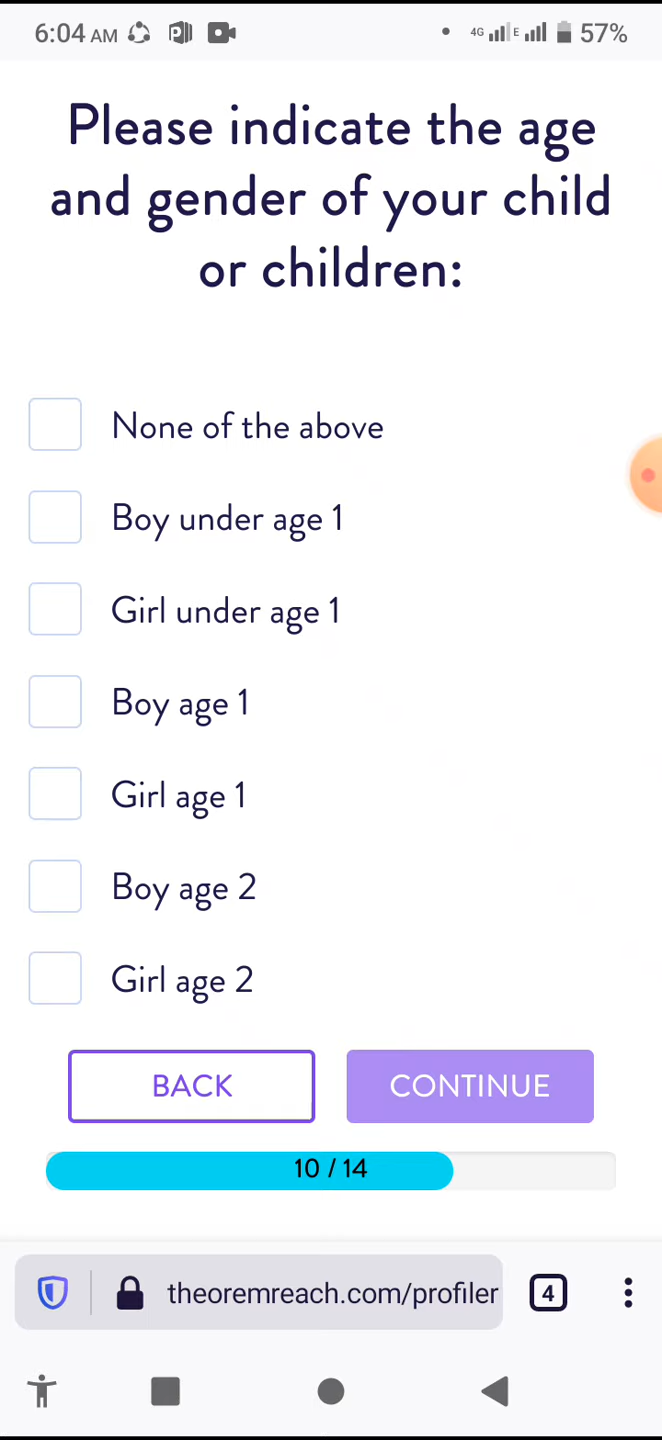 6:04 AM
4G E 57%
Please indicate the age
and gender of your child
or children:
None of the above
Boy under age 1
Girl under age 1
Boy age 1
Girl age 1
Boy age 2
Girl age 2
BACK CONTINUE
10 / 14
theoremreach.com/profiler 4